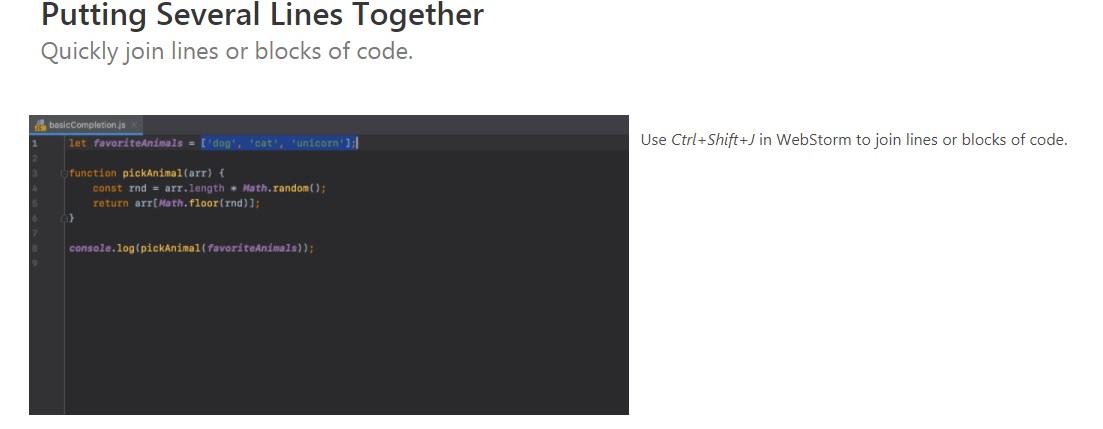 Putting Several Lines Together
Quickly join lines or blocks of code.
basicCompletion.js
Use Ctrl+Shift+J in WebStorm to join lines or blocks of code.
1 let favoriteAnimals = ['dog', 'cat', 'unicorn'];
2
3 function pickAnimal(arr) {
4 const rnd = arr.length * Math.random();
5 return arr[Math.floor(rnd)];
6 }
7
8 console.log(pickAnimal(favoriteAnimals));
9